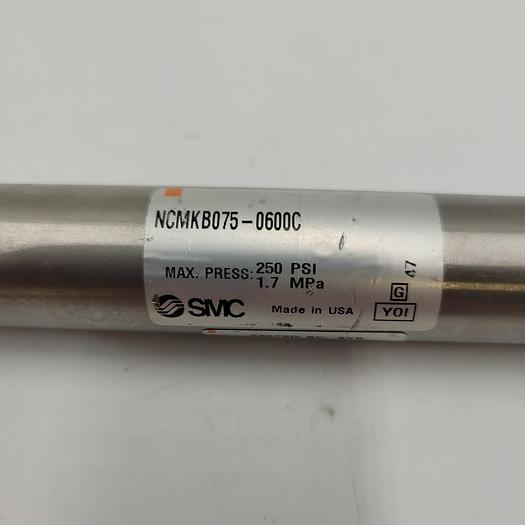 NCMKB075-0600C
MAX. PRESS: 250 PSI
1.7 MPa
SMC Made in USA
G 47
YOI